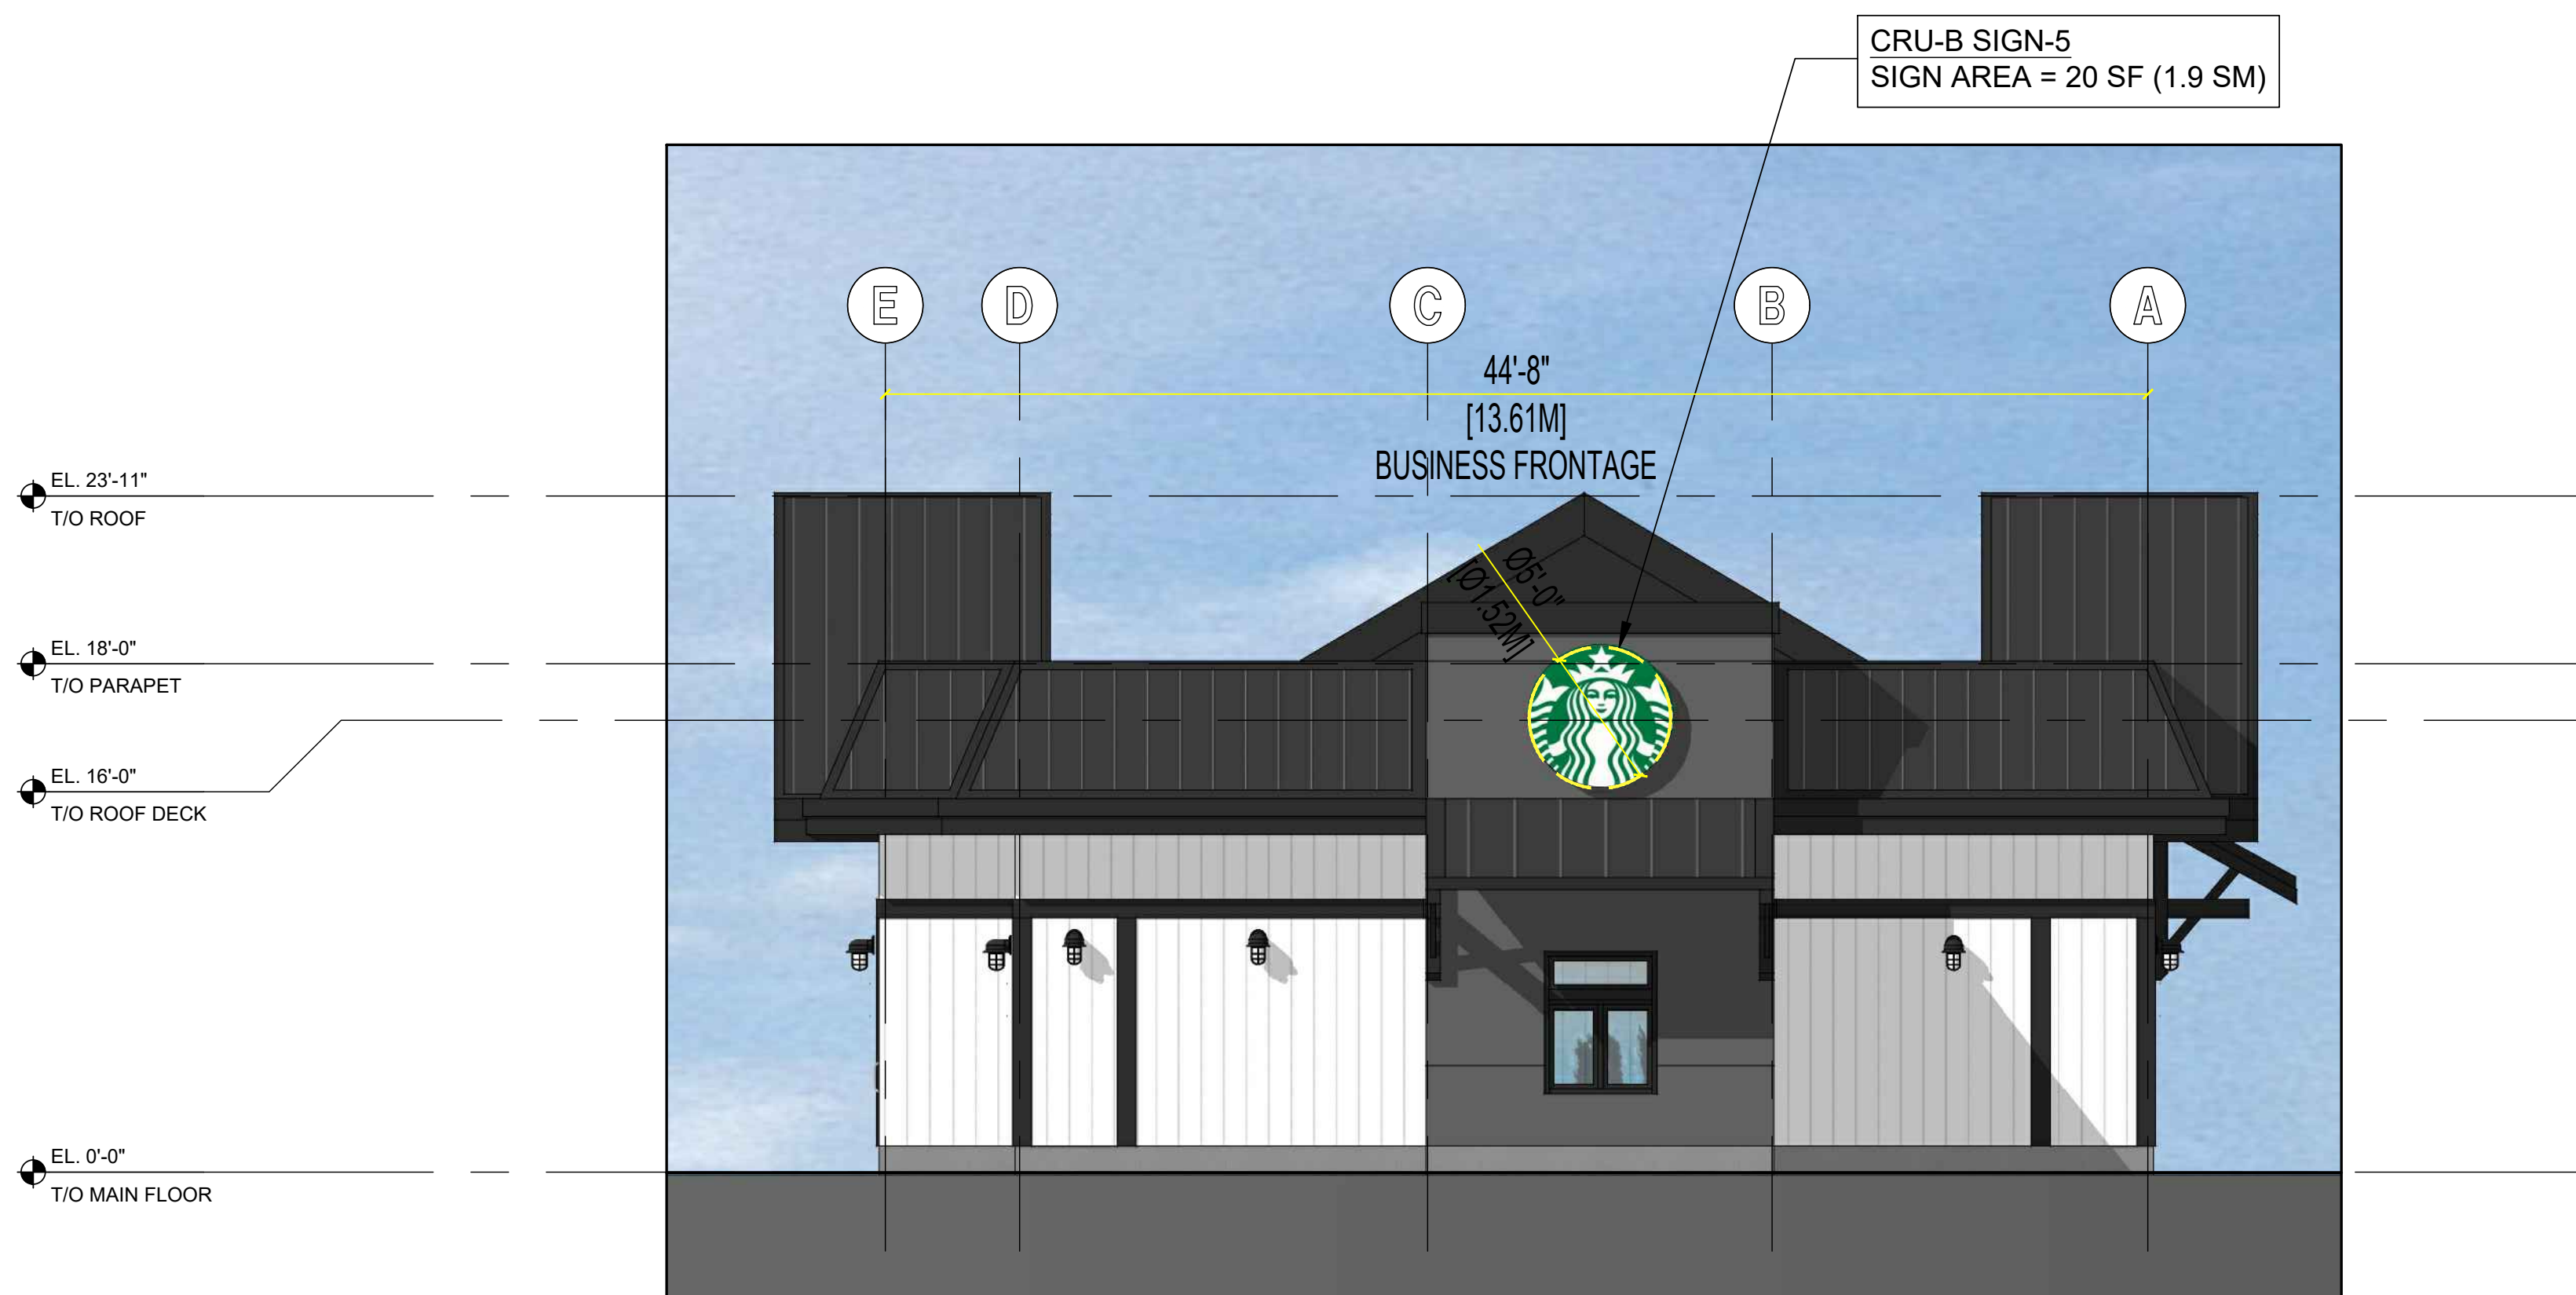 CRU-B SIGN-5
SIGN AREA = 20 SF (1.9 SM)
E
D
C
B
A
44'-8"
[13.61M]
BUSINESS FRONTAGE
EL. 23'-11"
T/O ROOF
Ø5'-0"
[Ø1.52M]
EL. 18'-0"
T/O PARAPET
EL. 16'-0"
T/O ROOF DECK
EL. 0'-0"
T/O MAIN FLOOR